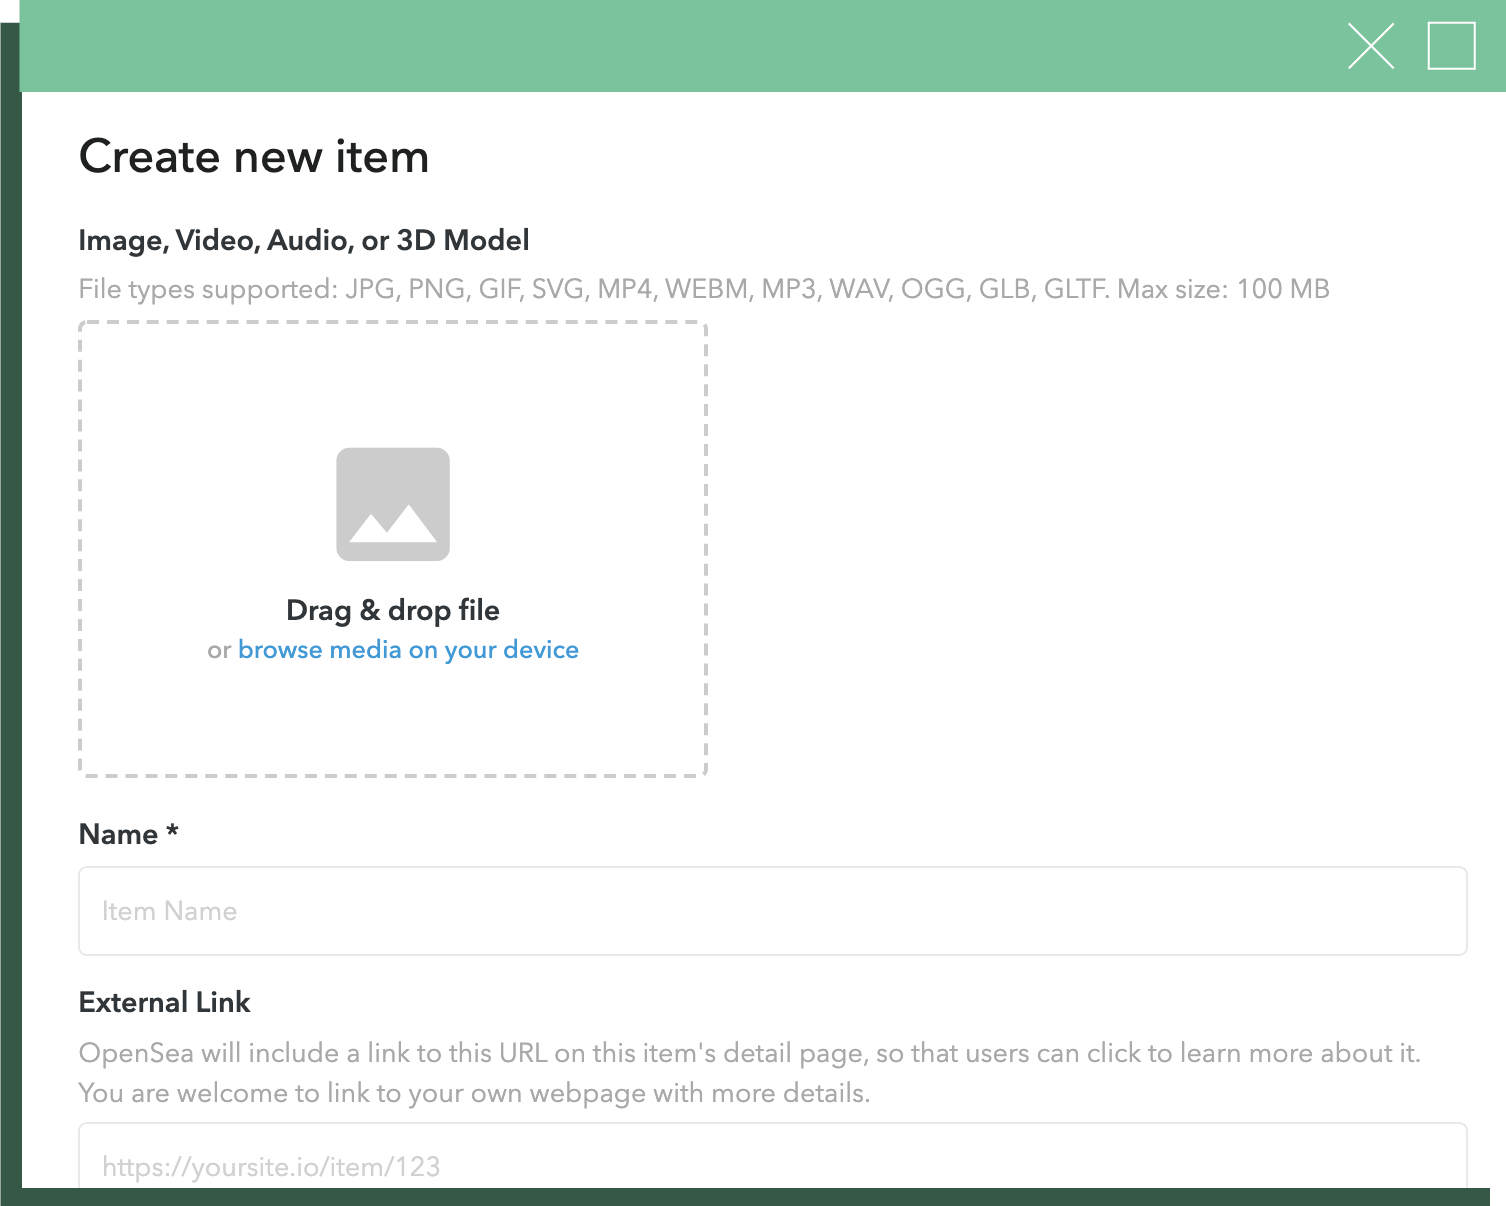 Create new item
Image, Video, Audio, or 3D Model
File types supported: JPG, PNG, GIF, SVG, MP4, WEBM, MP3, WAV, OGG, GLB, GLTF. Max size: 100 MB
Drag & drop file
or browse media on your device
Name *
Item Name
External Link
OpenSea will include a link to this URL on this item's detail page, so that users can click to learn more about it.
You are welcome to link to your own webpage with more details.
https://yoursite.io/item/123